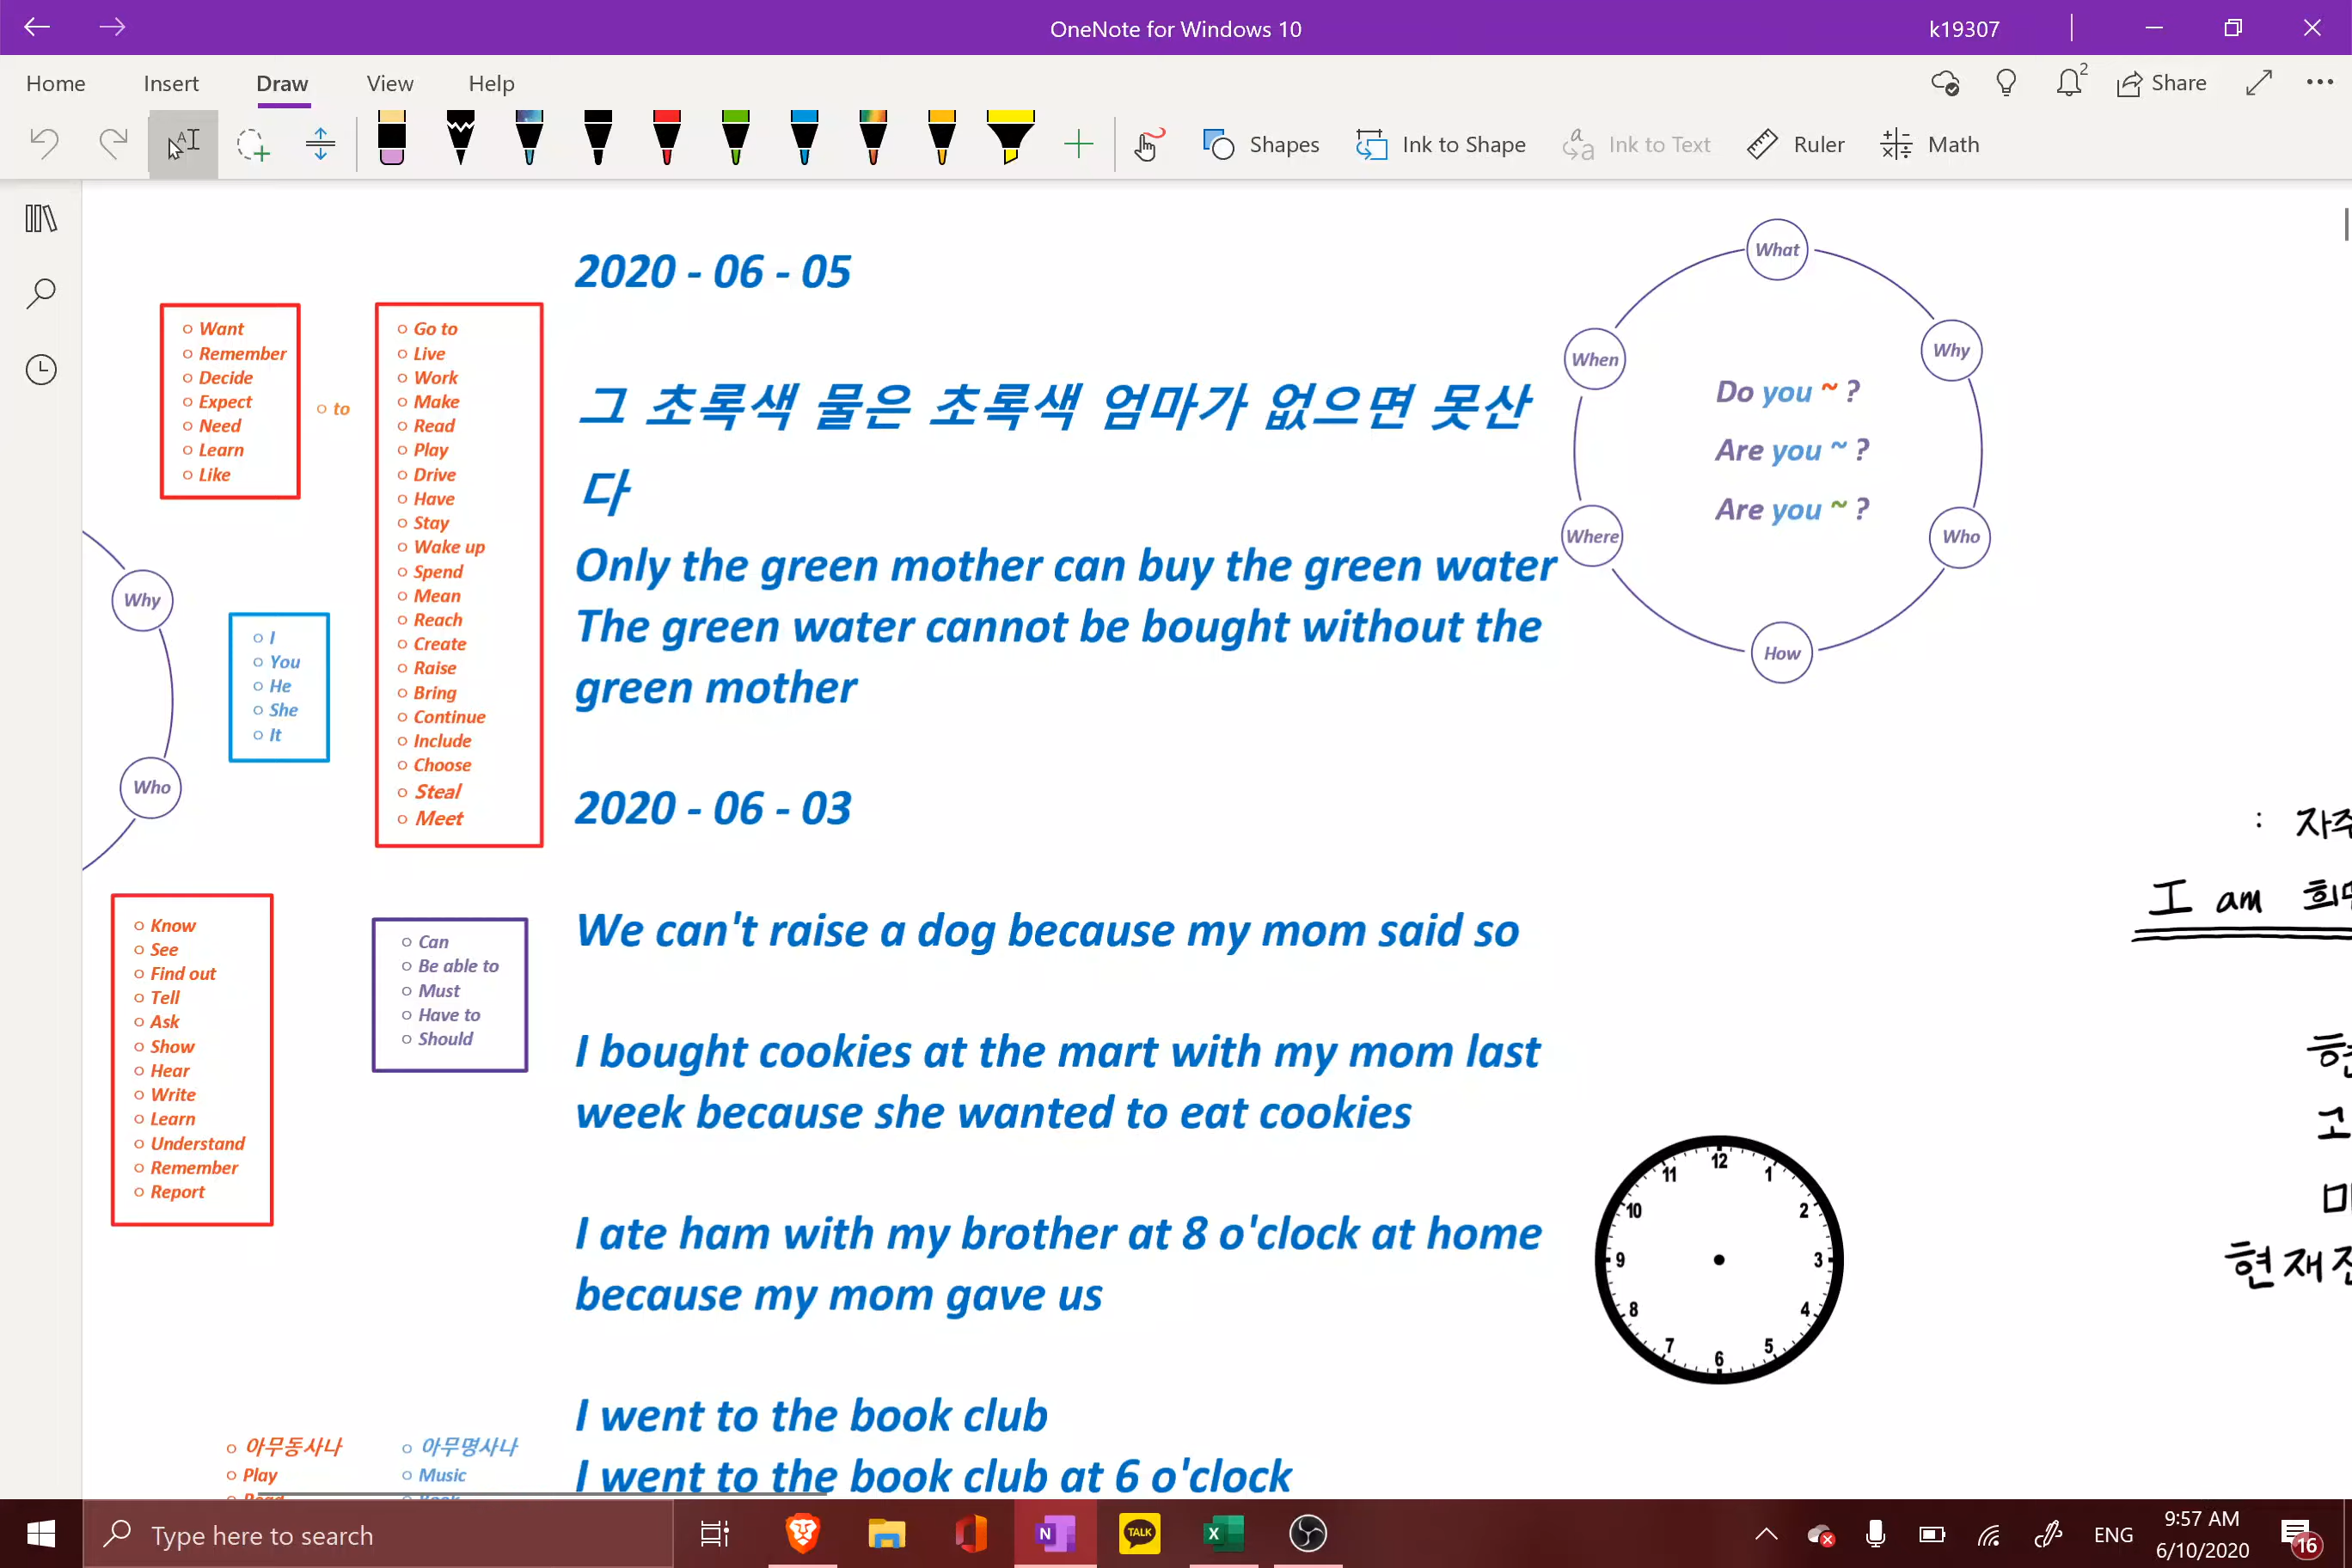 OneNote for Windows 10
k19307
Home
Insert
Draw
View
Help
2
Share
Shapes
Ink to Shape
Ink to Text
Ruler
Math
Want
Remember
Decide
Expect
Need
Learn
Like
to
Go to
Live
Work
Make
Read
Play
Drive
Have
Stay
Wake up
Spend
Mean
Reach
Create
Raise
Bring
Continue
Include
Choose
Steal
Meet
Why
Who
I
You
He
She
It
Know
See
Find out
Tell
Ask
Show
Hear
Write
Learn
Understand
Remember
Report
Can
Be able to
Must
Have to
Should
아무동사나
Play
아무명사나
Music
2020 - 06 - 05
그 초록색 물은 초록색 엄마가 없으면 못산
다
Only the green mother can buy the green water
The green water cannot be bought without the
green mother
2020 - 06 - 03
We can't raise a dog because my mom said so
I bought cookies at the mart with my mom last
week because she wanted to eat cookies
I ate ham with my brother at 8 o'clock at home
because my mom gave us
I went to the book club
I went to the book club at 6 o'clock
What
When
Why
Where
Who
How
Do you ~ ?
Are you ~ ?
Are you ~ ?
12
1
2
3
4
5
6
7
8
9
10
11
: 자주
I am
현재
Type here to search
N
TALK
X
ENG
9:57 AM
6/10/2020
16